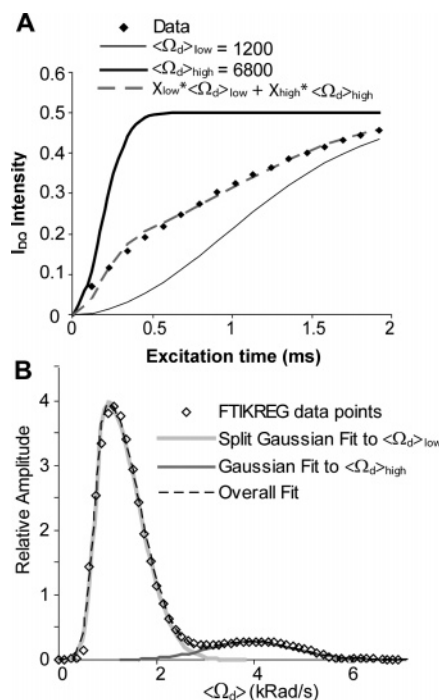 A
Data
<Ωd>low = 1200
<Ωd>high = 6800
Xlow*<Ωd>low + Xhigh*<Ωd>high
0.6
0.5
0.4
0.3
0.2
0.1
0
IDQ Intensity
0 0.5 1 1.5 2
Excitation time (ms)
B
FTIKREG data points
Split Gaussian Fit to <Ωd>low
Gaussian Fit to <Ωd>high
Overall Fit
4
3
2
1
0
Relative Amplitude
0 2 4 6
<Ωd> (kRad/s)